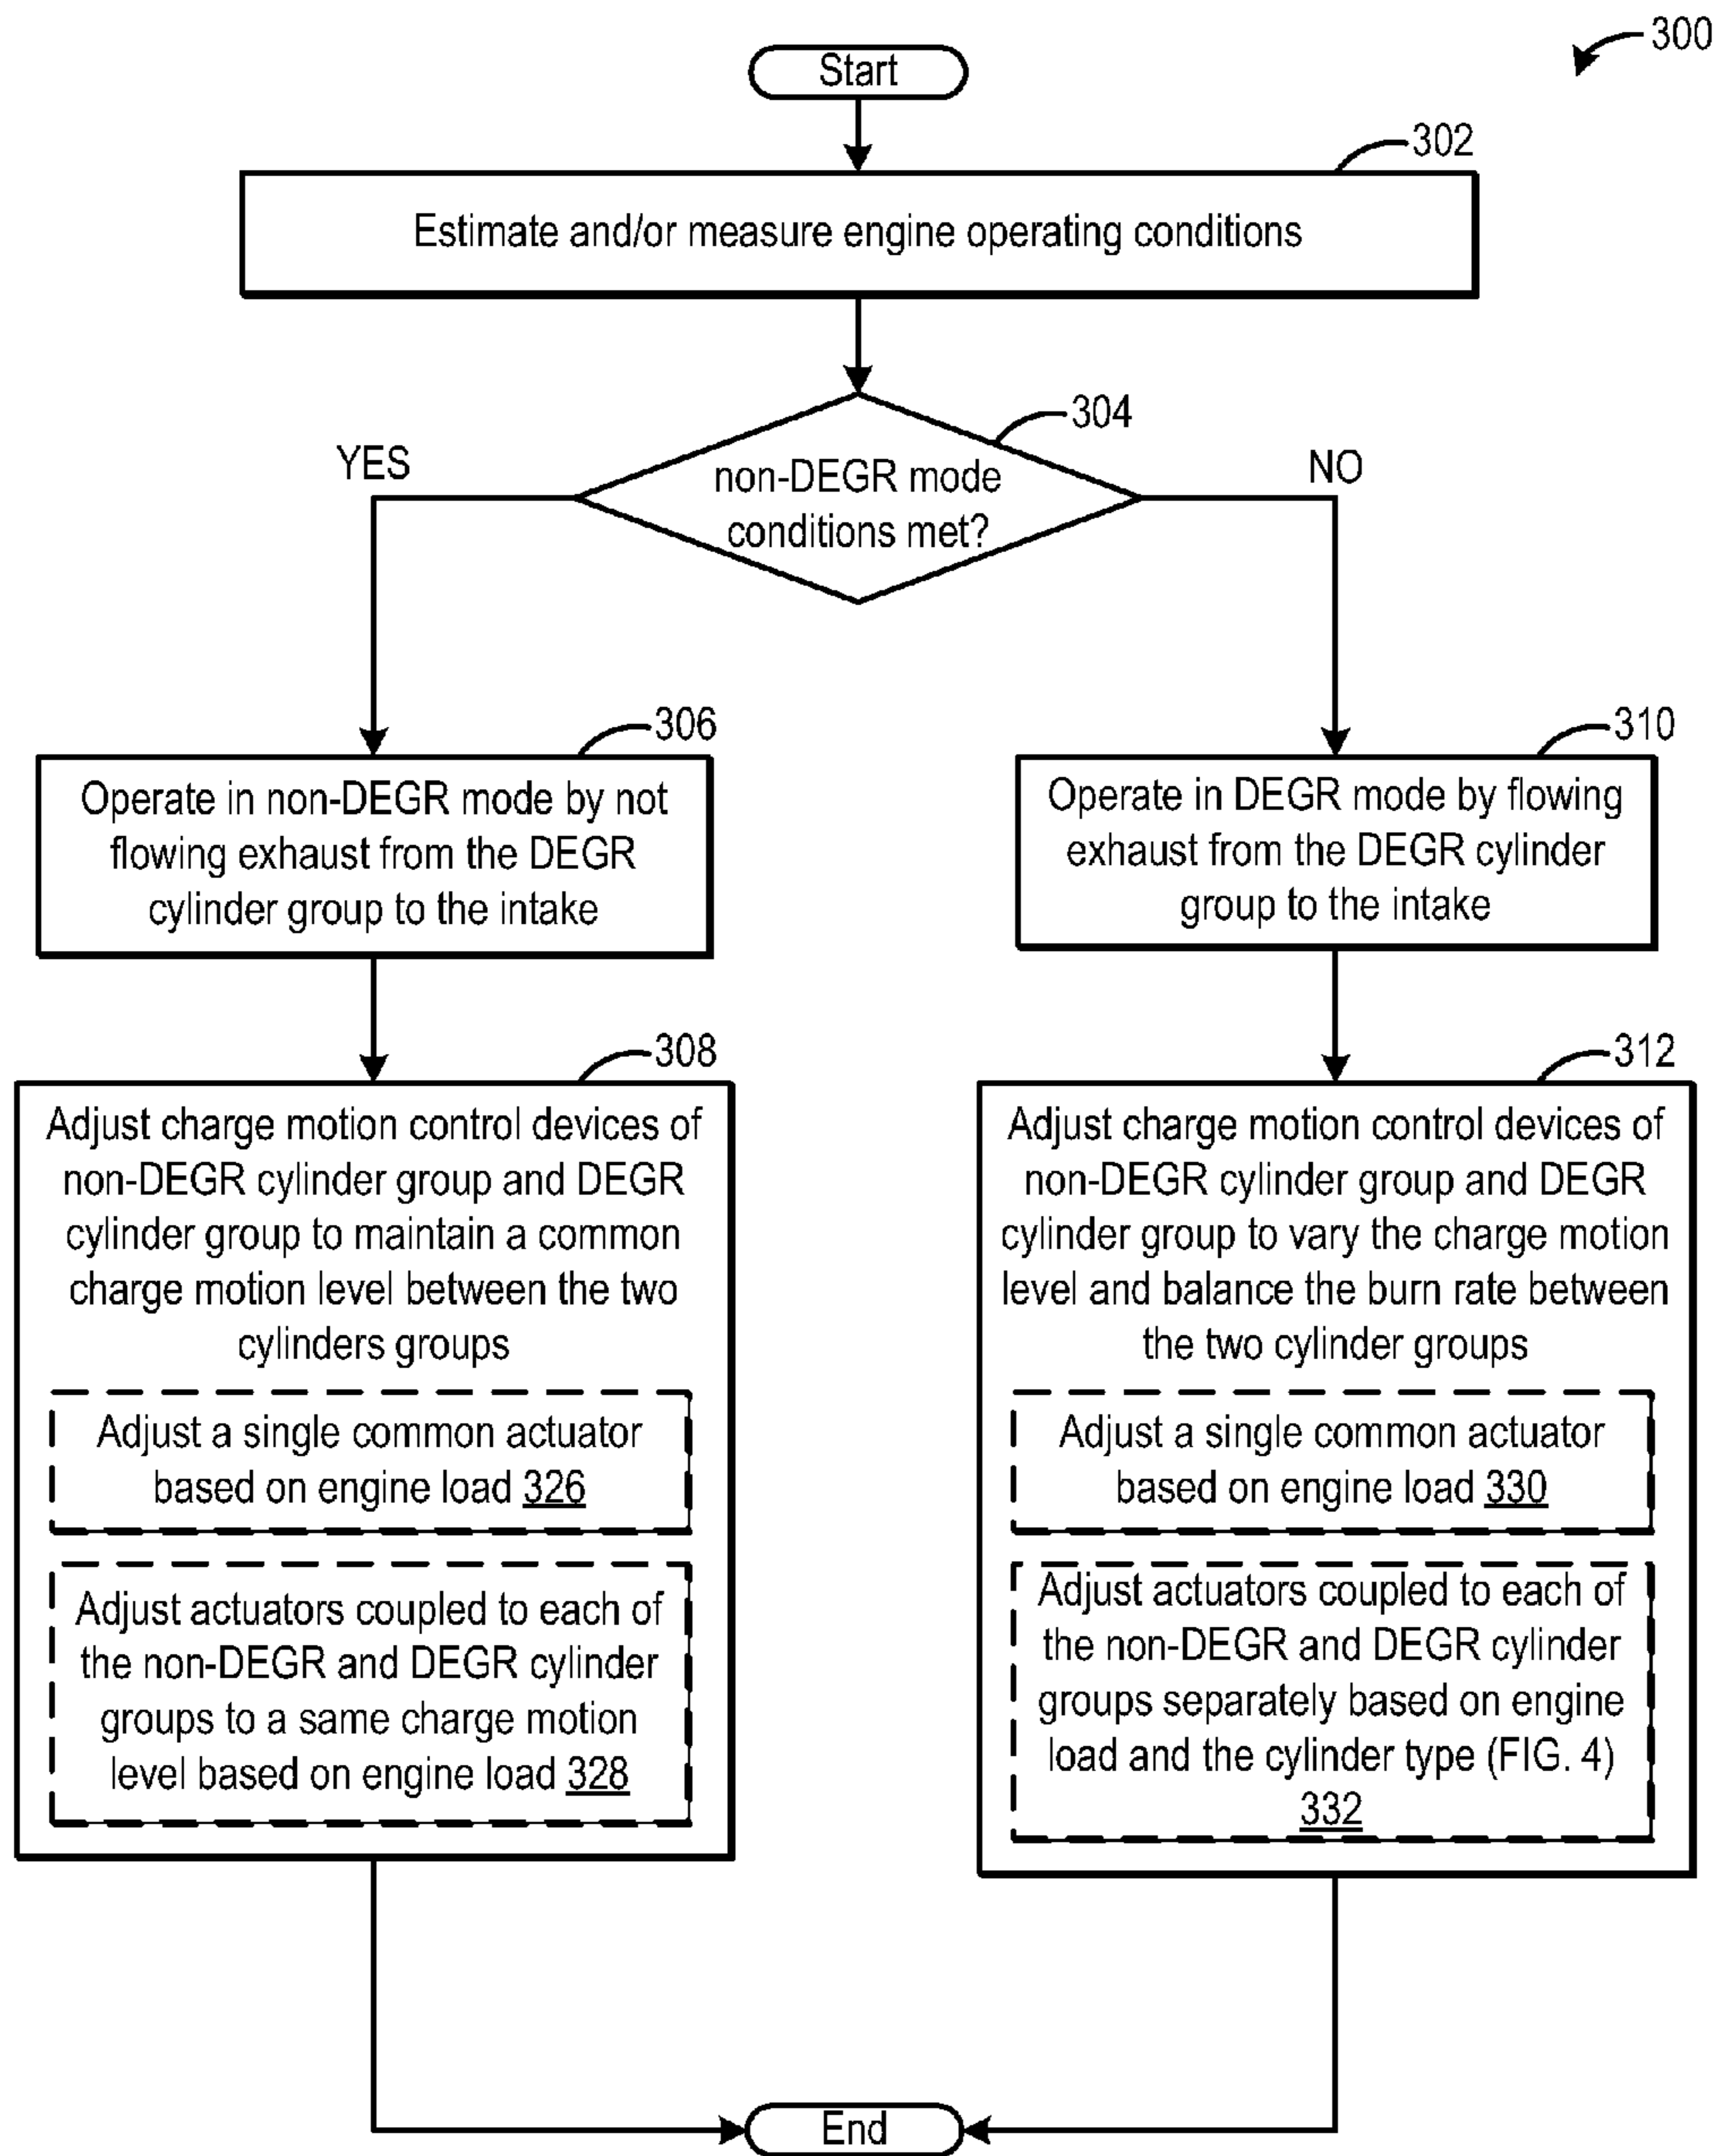 300
Start
302
Estimate and/or measure engine operating conditions
304
YES
NO
non-DEGR mode
conditions met?
306
Operate in non-DEGR mode by not
flowing exhaust from the DEGR
cylinder group to the intake
310
Operate in DEGR mode by flowing
exhaust from the DEGR cylinder
group to the intake
308
Adjust charge motion control devices of
non-DEGR cylinder group and DEGR
cylinder group to maintain a common
charge motion level between the two
cylinders groups
Adjust a single common actuator
based on engine load 326
Adjust actuators coupled to each of
the non-DEGR and DEGR cylinder
groups to a same charge motion
level based on engine load 328
312
Adjust charge motion control devices of
non-DEGR cylinder group and DEGR
cylinder group to vary the charge motion
level and balance the burn rate between
the two cylinder groups
Adjust a single common actuator
based on engine load 330
Adjust actuators coupled to each of
the non-DEGR and DEGR cylinder
groups separately based on engine
load and the cylinder type (FIG. 4)
332
End